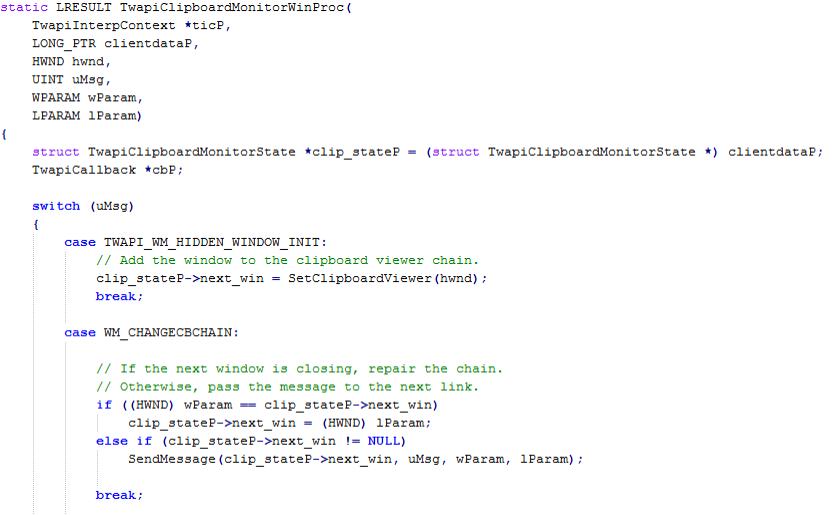 static LRESULT TwapiClipboardMonitorWinProc(
    TwapiInterpContext *ticP,
    LONG_PTR clientdataP,
    HWND hwnd,
    UINT uMsg,
    WPARAM wParam,
    LPARAM lParam)
{
    struct TwapiClipboardMonitorState *clip_stateP = (struct TwapiClipboardMonitorState *) clientdataP;
    TwapiCallback *cbP;

    switch (uMsg)
    {
        case TWAPI_WM_HIDDEN_WINDOW_INIT:
            // Add the window to the clipboard viewer chain.
            clip_stateP->next_win = SetClipboardViewer(hwnd);
            break;

        case WM_CHANGECBCHAIN:

            // If the next window is closing, repair the chain.
            // Otherwise, pass the message to the next link.
            if ((HWND) wParam == clip_stateP->next_win)
                clip_stateP->next_win = (HWND) lParam;
            else if (clip_stateP->next_win != NULL)
                SendMessage(clip_stateP->next_win, uMsg, wParam, lParam);

            break;